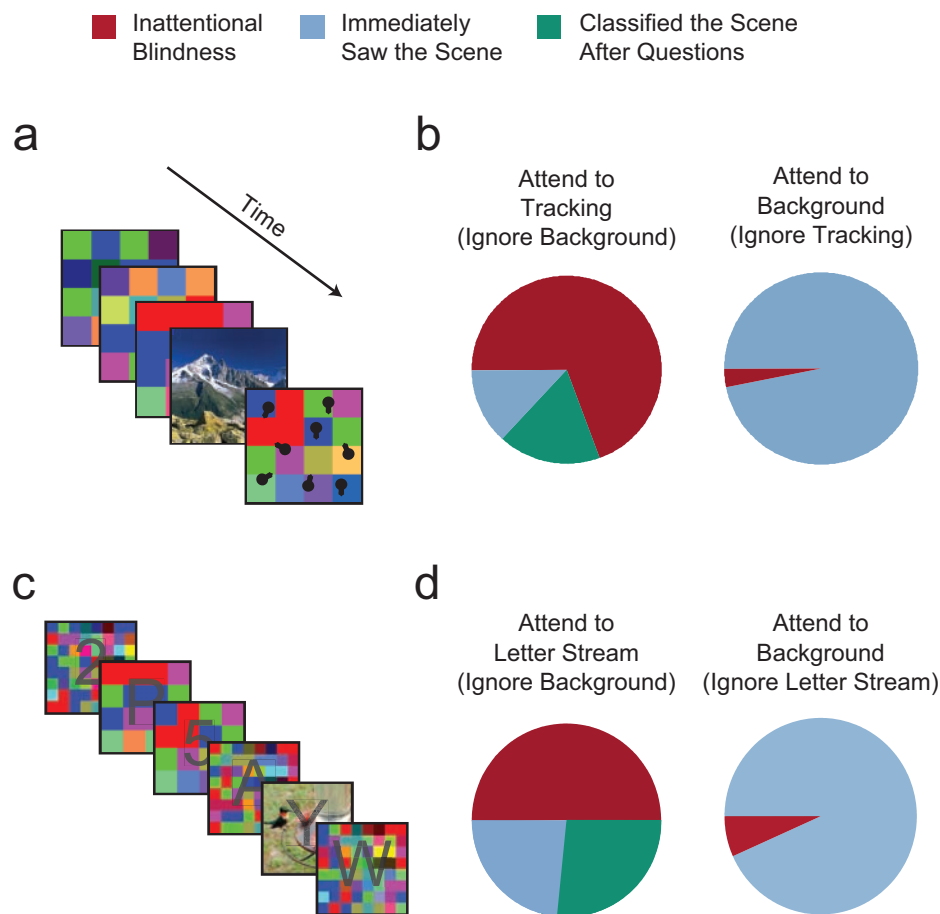 Inattentional
Blindness
Immediately
Saw the Scene
Classified the Scene
After Questions
a
Time
b
Attend to
Tracking
(Ignore Background)
Attend to
Background
(Ignore Tracking)
c
2
P
5
A
Y
W
d
Attend to
Letter Stream
(Ignore Background)
Attend to
Background
(Ignore Letter Stream)